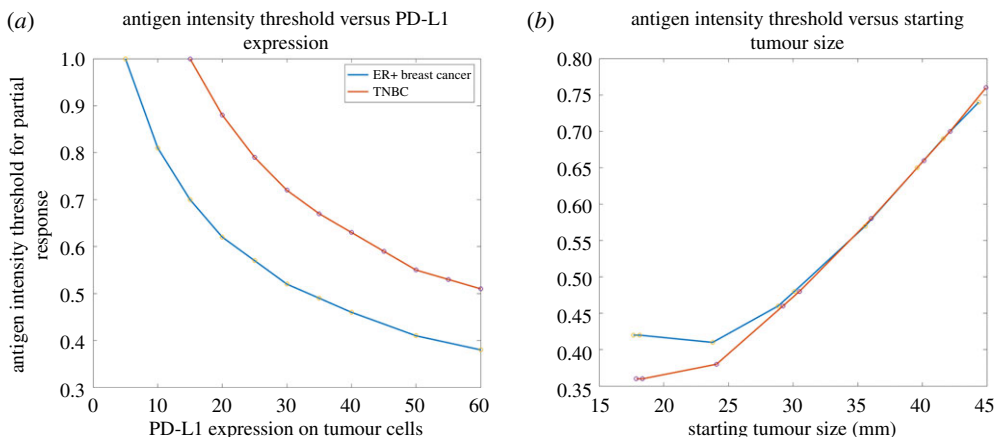 (a)
antigen intensity threshold versus PD-L1
expression
antigen intensity threshold for partial
response
1.0
0.9
0.8
0.7
0.6
0.5
0.4
0.3
ER+ breast cancer
TNBC
0 10 20 30 40 50 60
PD-L1 expression on tumour cells
(b)
antigen intensity threshold versus starting
tumour size
0.80
0.75
0.70
0.65
0.60
0.55
0.50
0.45
0.40
0.35
15 20 25 30 35 40 45
starting tumour size (mm)